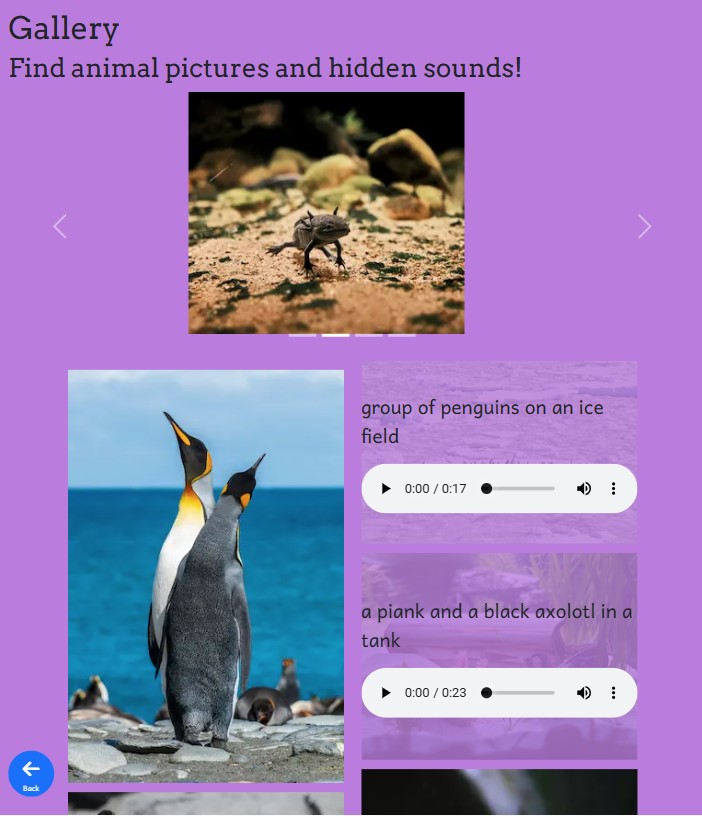 Gallery
Find animal pictures and hidden sounds!
group of penguins on an ice
field
0:00 / 0:17
a piank and a black axolotl in a
tank
0:00 / 0:23
Back